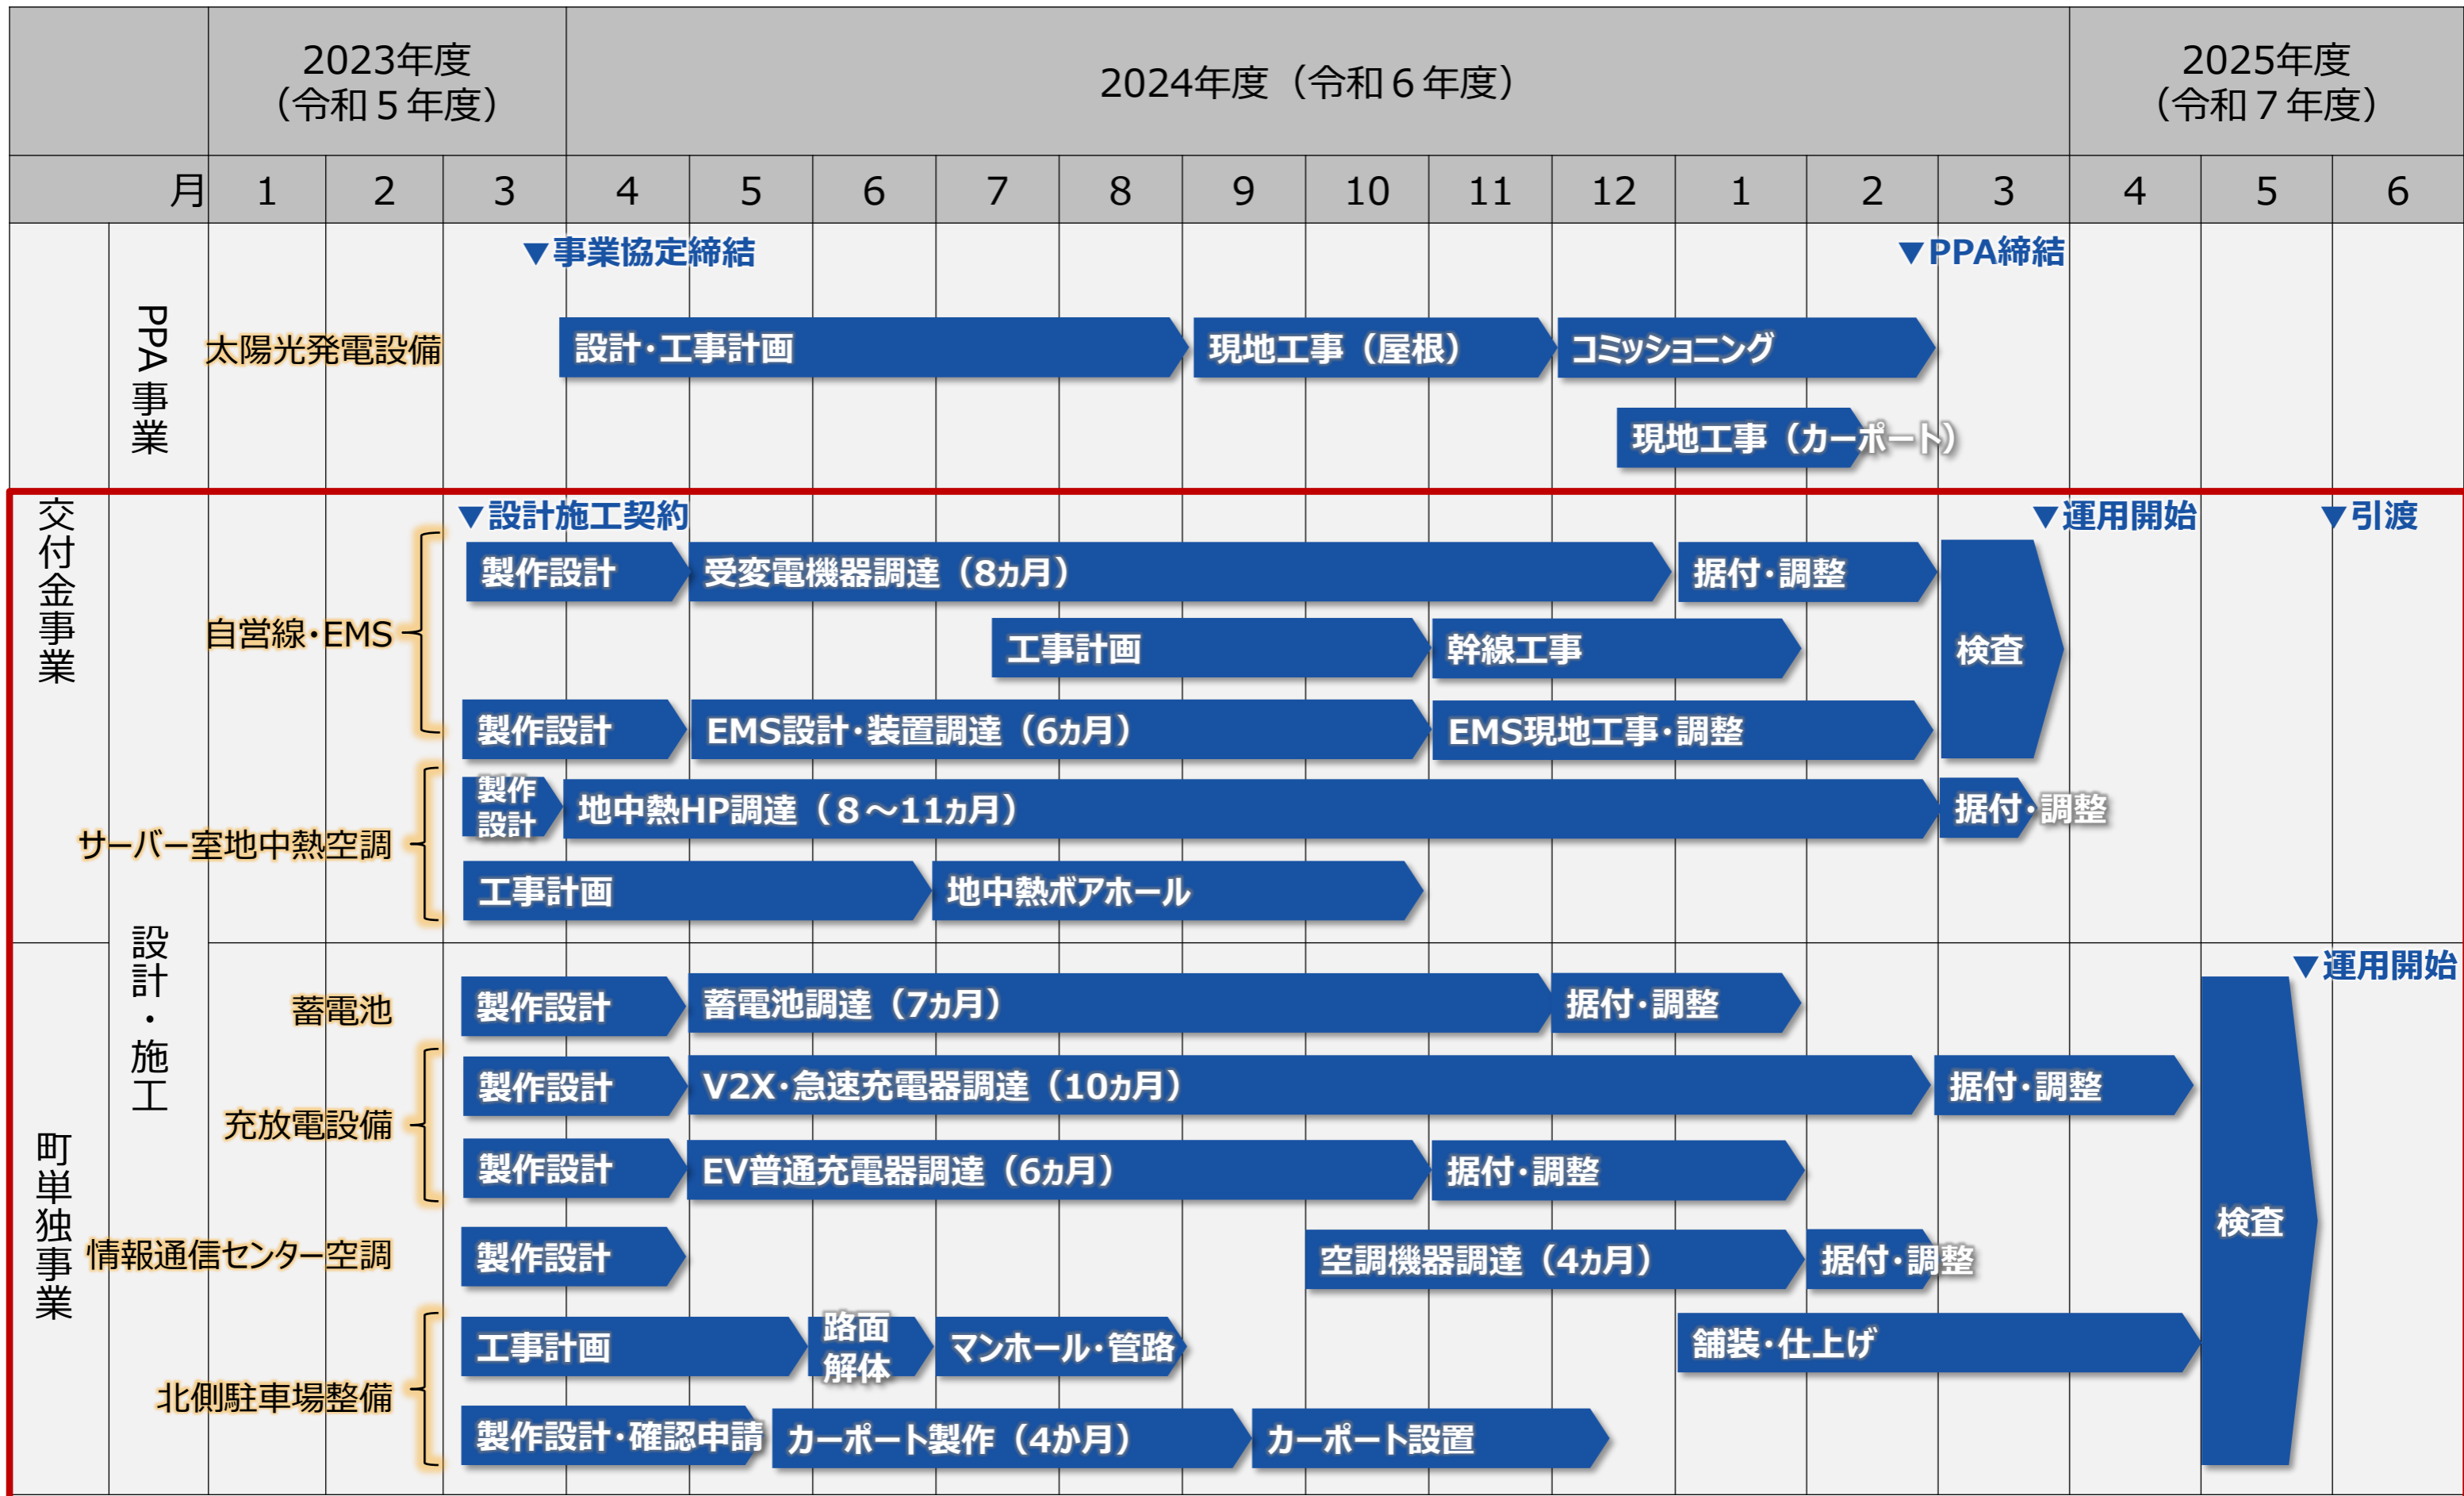 2023年度
（令和５年度）
2024年度（令和６年度）
2025年度
（令和７年度）
月 1 2 3 4 5 6 7 8 9 10 11 12 1 2 3 4 5 6
PPA事業
▼事業協定締結
▼PPA締結
太陽光発電設備
設計・工事計画
現地工事（屋根）
コミッショニング
現地工事（カーポート）
交付金事業
設計・施工
▼設計施工契約
▼運用開始
▼引渡
自営線・EMS
製作設計
受変電機器調達（8ヵ月）
据付・調整
検査
工事計画
幹線工事
製作設計
EMS設計・装置調達（6ヵ月）
EMS現地工事・調整
サーバー室地中熱空調
製作
設計
地中熱HP調達（８～11ヵ月）
据付・調整
工事計画
地中熱ボアホール
町単独事業
▼運用開始
蓄電池
製作設計
蓄電池調達（7ヵ月）
据付・調整
検査
充放電設備
製作設計
V2X・急速充電器調達（10ヵ月）
据付・調整
製作設計
EV普通充電器調達（6ヵ月）
据付・調整
情報通信センター空調
製作設計
空調機器調達（4ヵ月）
据付・調整
北側駐車場整備
工事計画
路面
解体
マンホール・管路
舗装・仕上げ
製作設計・確認申請
カーポート製作（4か月）
カーポート設置